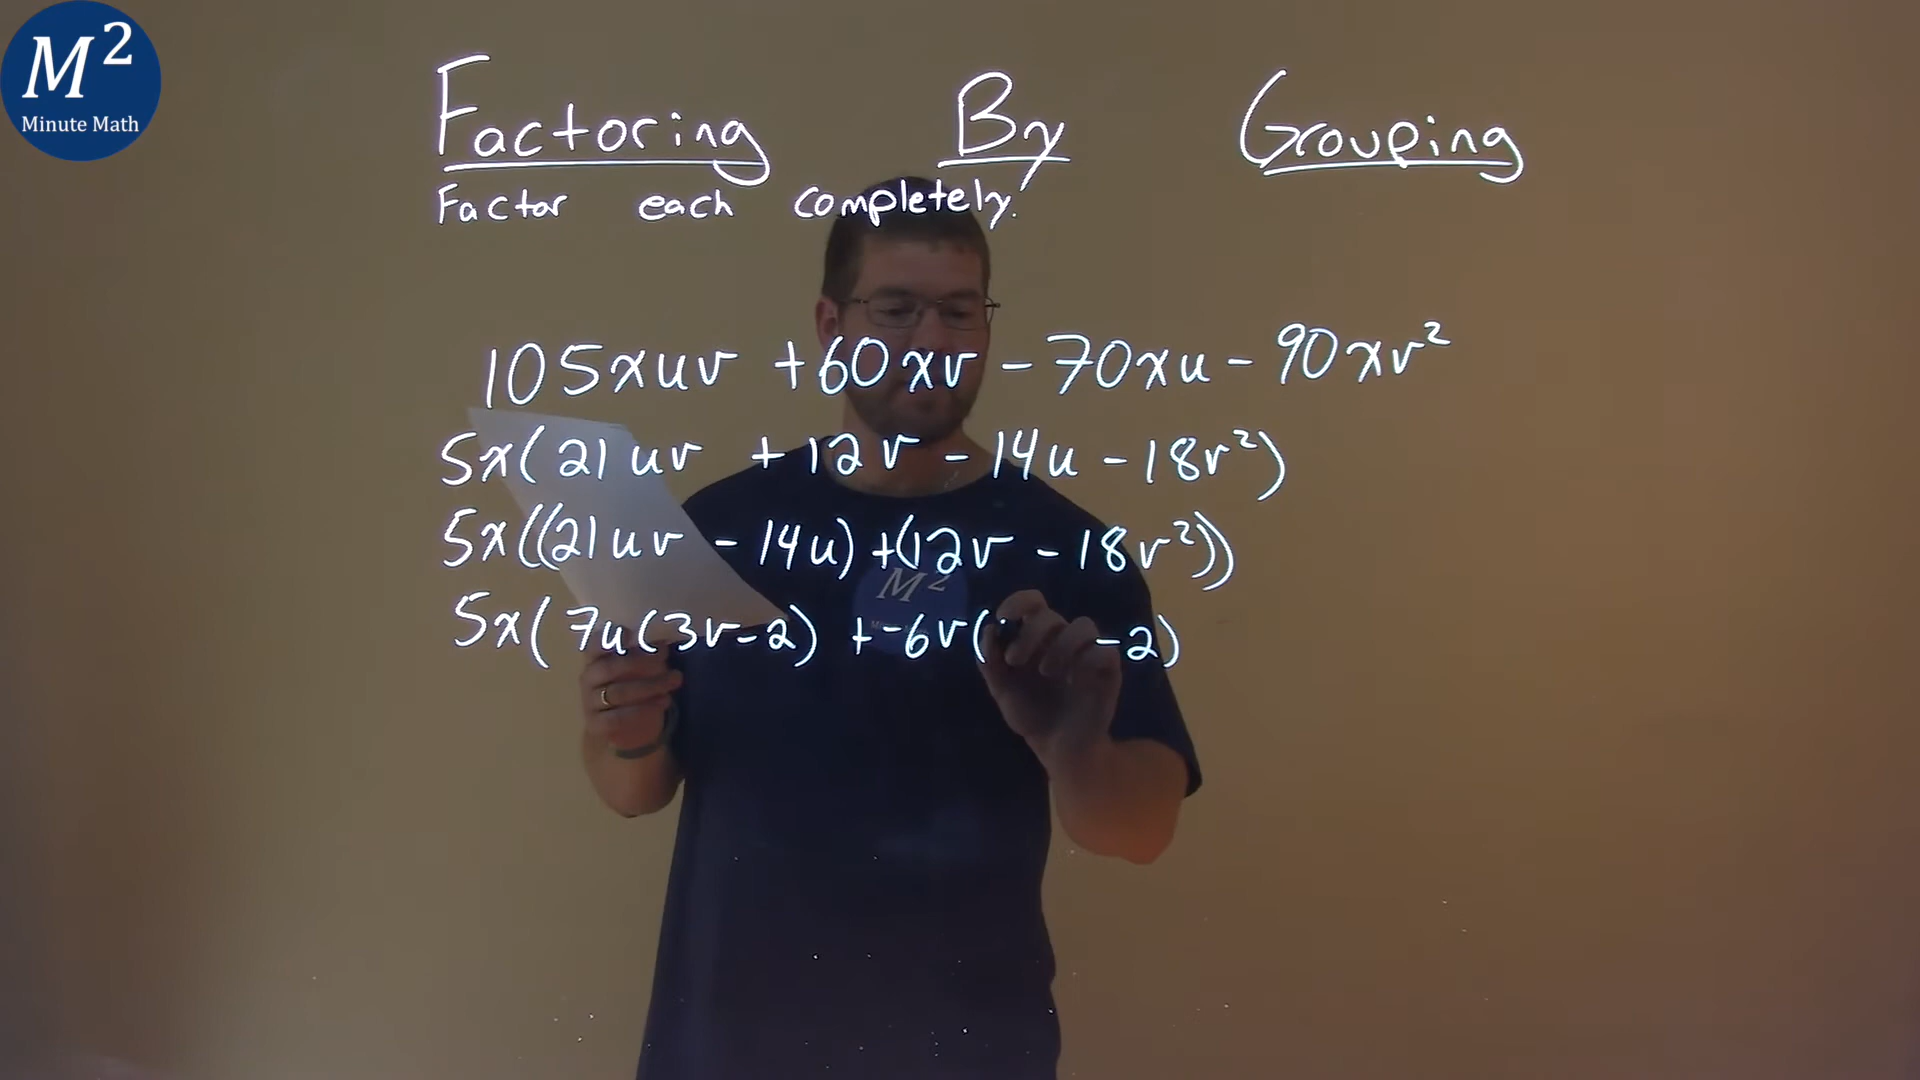 M²
Minute Math
Factoring By Grouping
Factor each completely.
105xuv + 60xv - 70xu - 90xv²
5x(21uv + 12v - 14u - 18v²)
5x((21uv - 14u) + (12v - 18v²))
M²
5x(7u(3v-2) + -6v( -2)